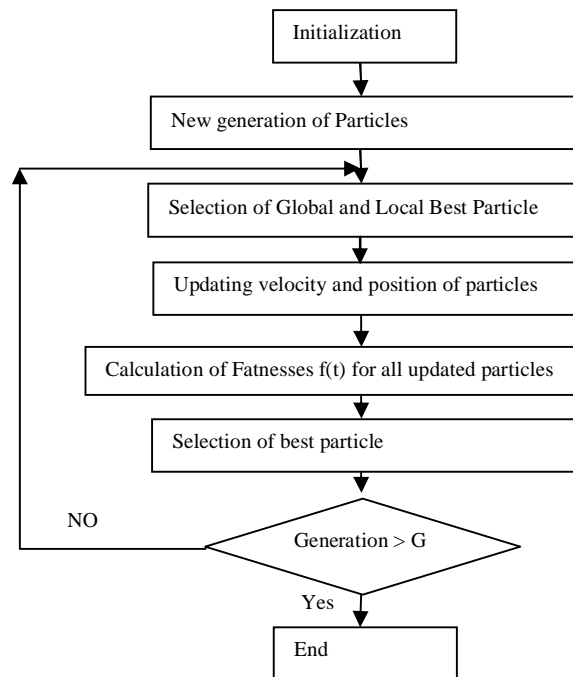 Initialization
New generation of Particles
Selection of Global and Local Best Particle
Updating velocity and position of particles
Calculation of Fatnesses f(t) for all updated particles
Selection of best particle
NO
Generation > G
Yes
End